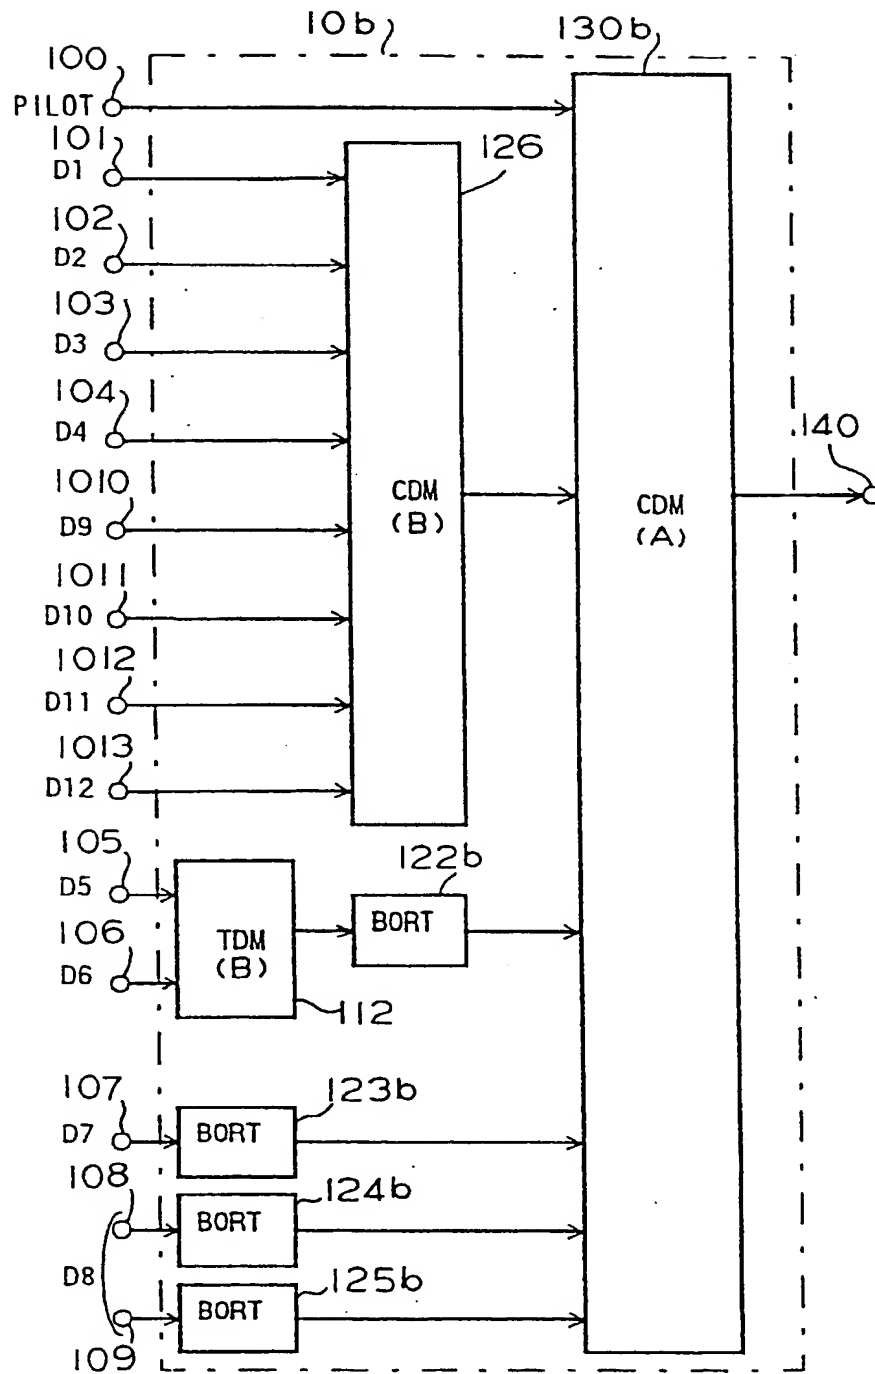 10b
130b
100
PILOT
101
D1
126
102
D2
103
D3
104
D4
140
1010
D9
CDM
(B)
CDM
(A)
1011
D10
1012
D11
1013
D12
105
D5
122b
BORT
106
TDM
(B)
D6
112
107
D7
BORT
123b
108
BORT
124b
D8
BORT
125b
109